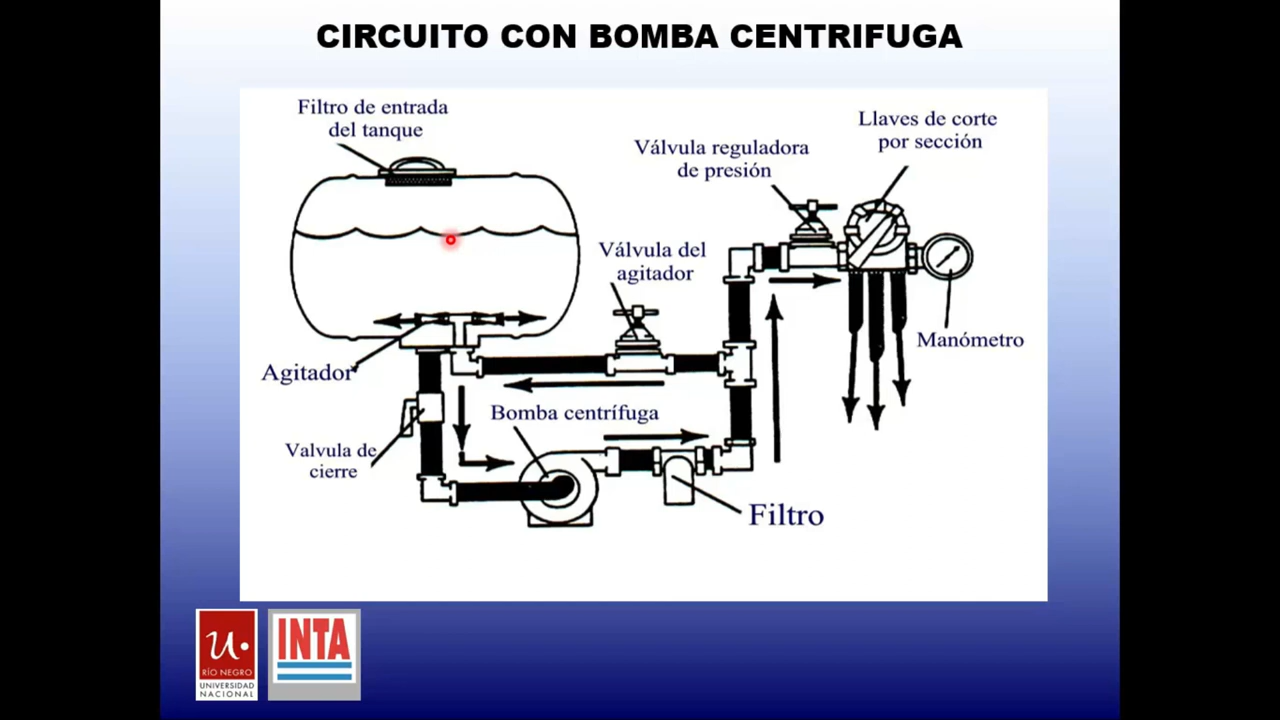 CIRCUITO CON BOMBA CENTRIFUGA
Filtro de entrada
del tanque
Válvula reguladora
de presión
Llaves de corte
por sección
Válvula del
agitador
Manómetro
Agitador
Bomba centrífuga
Valvula de
cierre
Filtro
u.
RÍO NEGRO
UNIVERSIDAD
NACIONAL
INTA